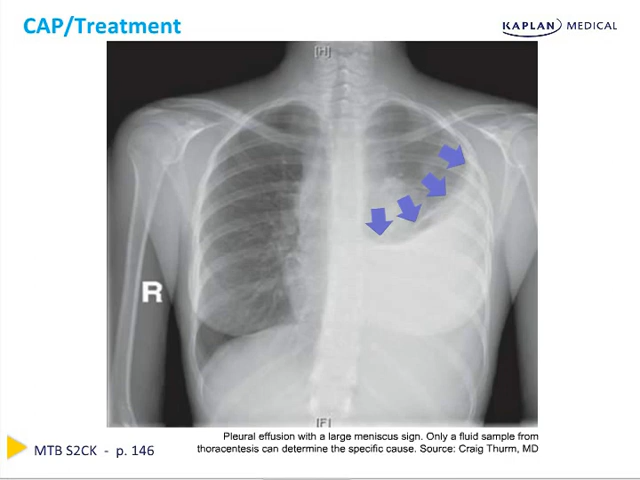 CAP/Treatment
KAPLAN MEDICAL
[H]
R
[F]
Pleural effusion with a large meniscus sign. Only a fluid sample from
thoracentesis can determine the specific cause. Source: Craig Thurm, MD
MTB S2CK - p. 146